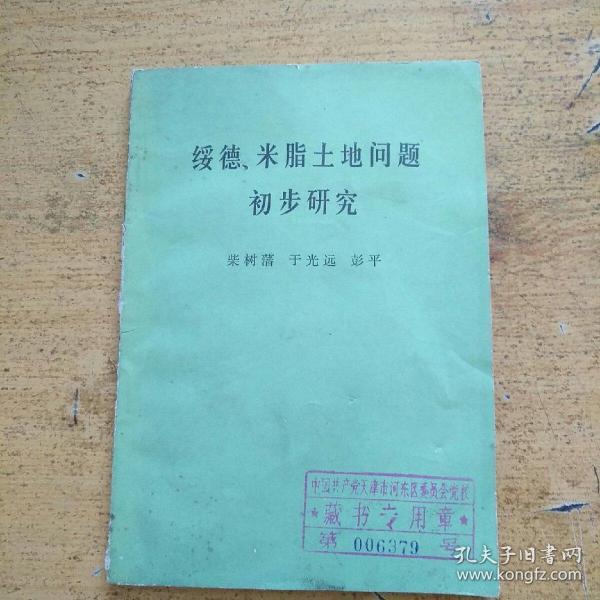 绥德、米脂土地问题
初步研究
柴树藩 于光远 彭平
中国共产党天津市河东区委员会党校
★藏书专用章★
第 006379 号
孔夫子旧书网
www.kongfz.com